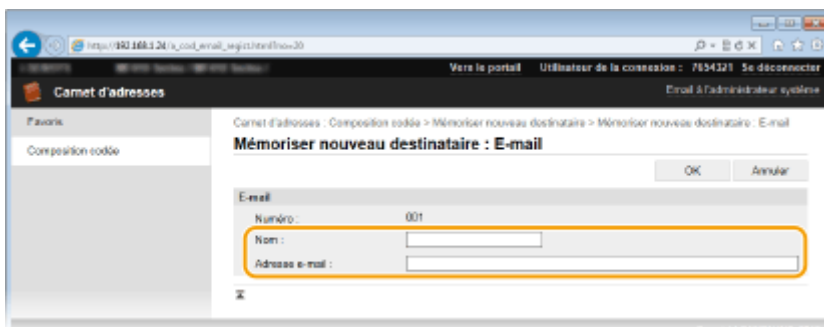 http://192.168.1.24/a_cod_email_regist.html?no=20
Vers le portail Utilisateur de la connexion : 7654321 Se déconnecter
Carnet d'adresses Email à l'administrateur système
Favoris
Carnet d'adresses : Composition codée > Mémoriser nouveau destinataire > Mémoriser nouveau destinataire : E-mail
Composition codée
Mémoriser nouveau destinataire : E-mail
OK Annuler
E-mail
Numéro : 001
Nom :
Adresse e-mail :